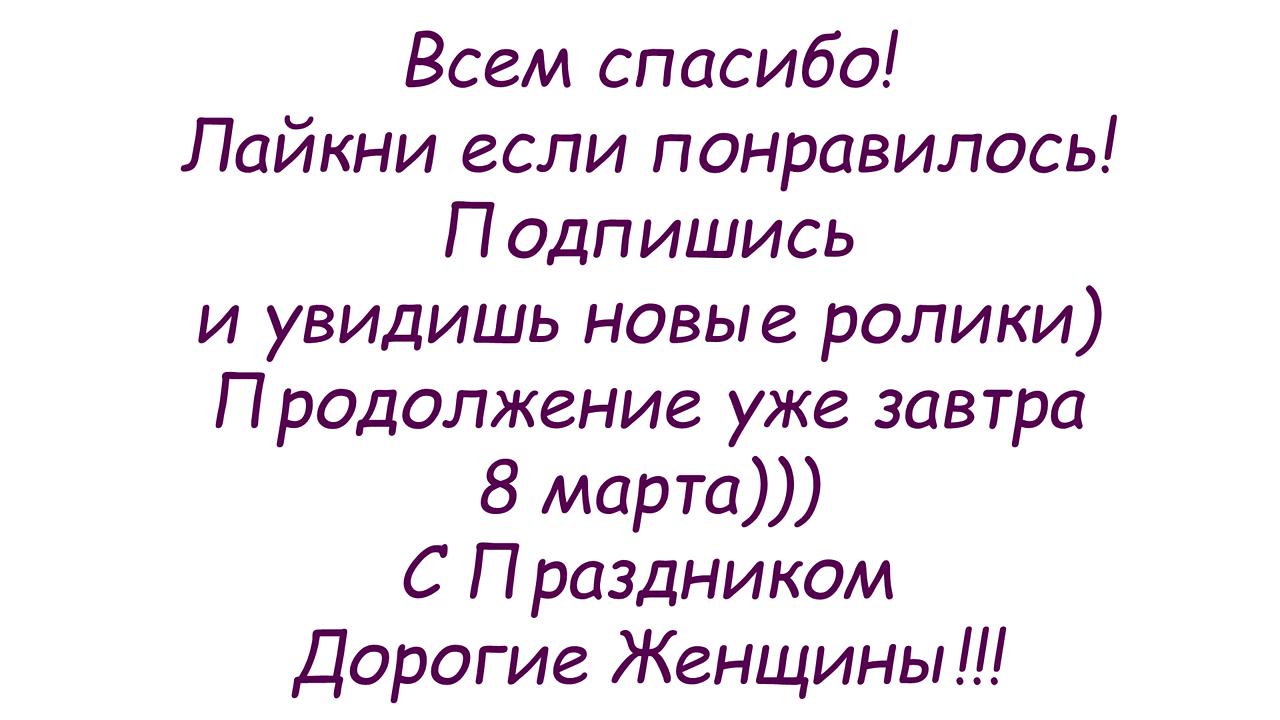 Всем спасибо!
Лайкни если понравилось!
Подпишись
и увидишь новые ролики)
Продолжение уже завтра
8 марта)))
С Праздником
Дорогие Женщины!!!